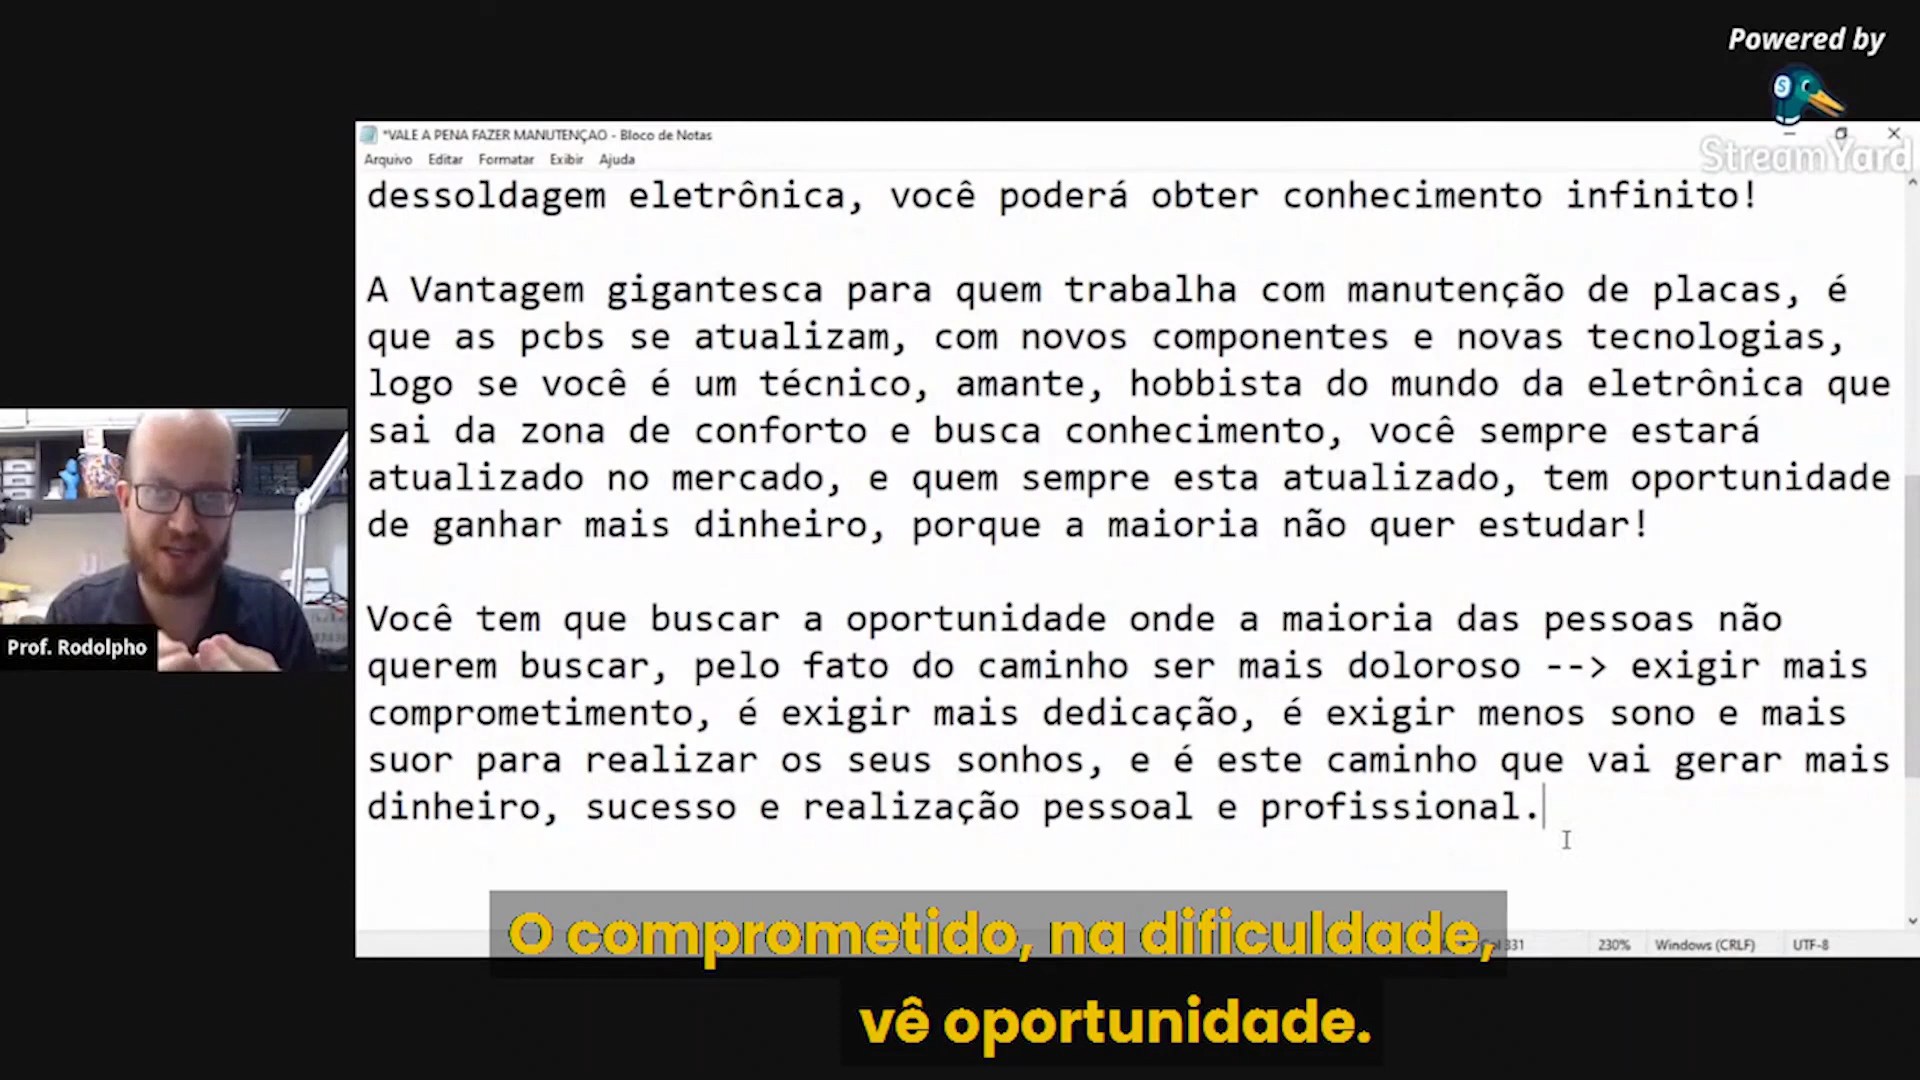 Powered by
StreamYard
*VALE A PENA FAZER MANUTENÇAO - Bloco de Notas
Arquivo Editar Formatar Exibir Ajuda
dessoldagem eletrônica, você poderá obter conhecimento infinito!
A Vantagem gigantesca para quem trabalha com manutenção de placas, é
que as pcbs se atualizam, com novos componentes e novas tecnologias,
logo se você é um técnico, amante, hobbista do mundo da eletrônica que
sai da zona de conforto e busca conhecimento, você sempre estará
atualizado no mercado, e quem sempre esta atualizado, tem oportunidade
de ganhar mais dinheiro, porque a maioria não quer estudar!
Você tem que buscar a oportunidade onde a maioria das pessoas não
querem buscar, pelo fato do caminho ser mais doloroso --> exigir mais
comprometimento, é exigir mais dedicação, é exigir menos sono e mais
suor para realizar os seus sonhos, e é este caminho que vai gerar mais
dinheiro, sucesso e realização pessoal e profissional.
Prof. Rodolpho
O comprometido, na dificuldade,
vê oportunidade.
331 230% Windows (CRLF) UTF-8